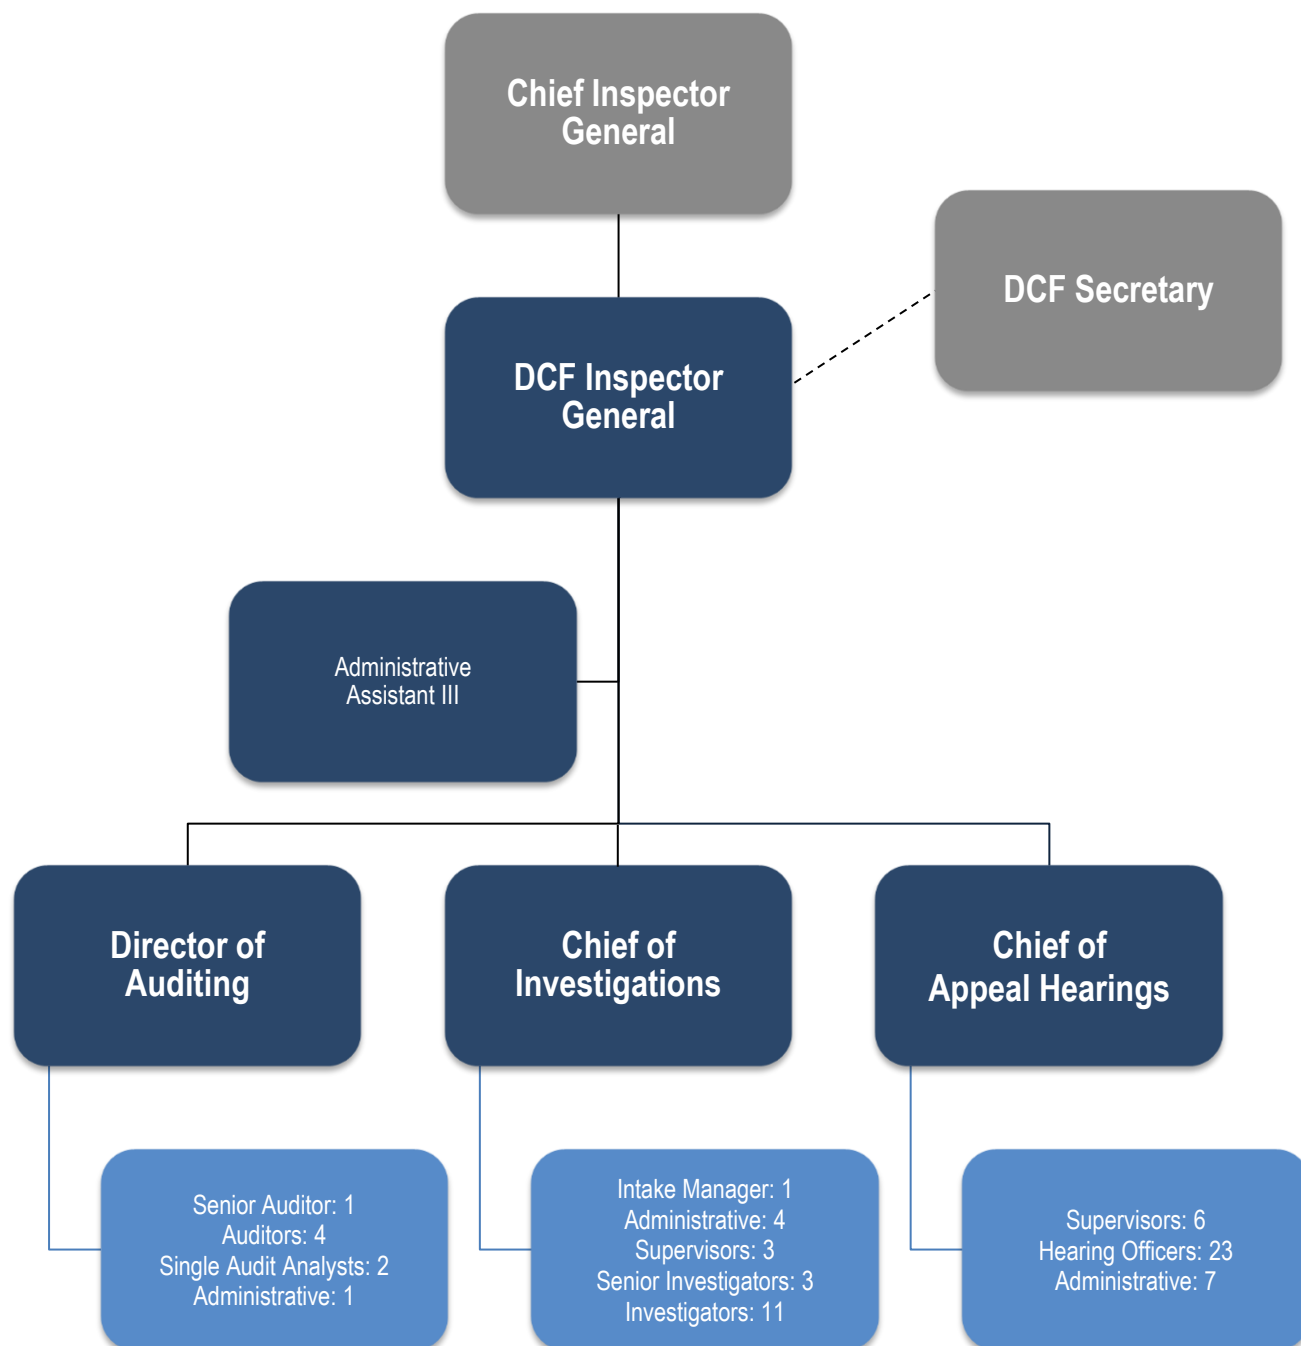 Chief Inspector
General
DCF Secretary
DCF Inspector
General
Administrative
Assistant III
Director of
Auditing
Chief of
Investigations
Chief of
Appeal Hearings
Senior Auditor: 1
Auditors: 4
Single Audit Analysts: 2
Administrative: 1
Intake Manager: 1
Administrative: 4
Supervisors: 3
Senior Investigators: 3
Investigators: 11
Supervisors: 6
Hearing Officers: 23
Administrative: 7